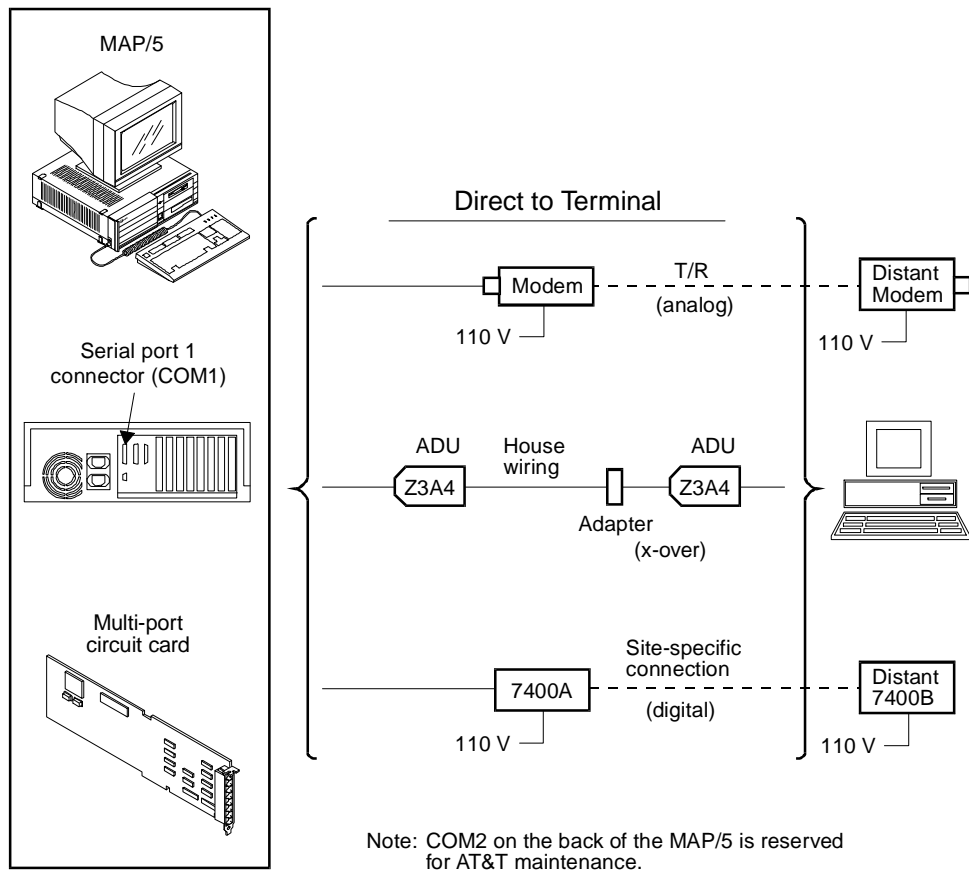 MAP/5
Serial port 1
connector (COM1)
Multi-port
circuit card
Direct to Terminal
Modem
T/R
(analog)
Distant
Modem
110 V
110 V
ADU
House
wiring
ADU
Z3A4
Z3A4
Adapter
(x-over)
Site-specific
connection
7400A
(digital)
Distant
7400B
110 V
110 V
Note: COM2 on the back of the MAP/5 is reserved
for AT&T maintenance.